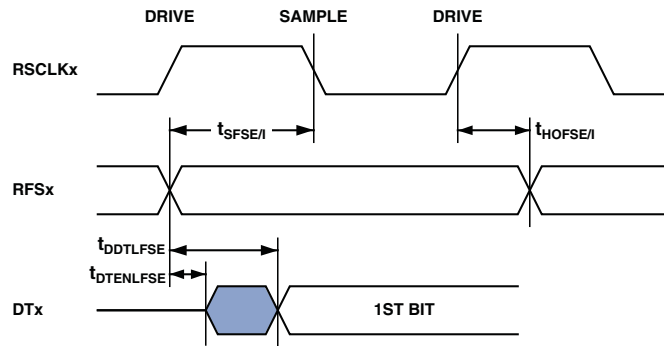 DRIVE SAMPLE DRIVE
RSCLKx
tSFSE/I tHOFSE/I
RFSx
tDDTLFSE
tDTENLFSE
DTx 1ST BIT